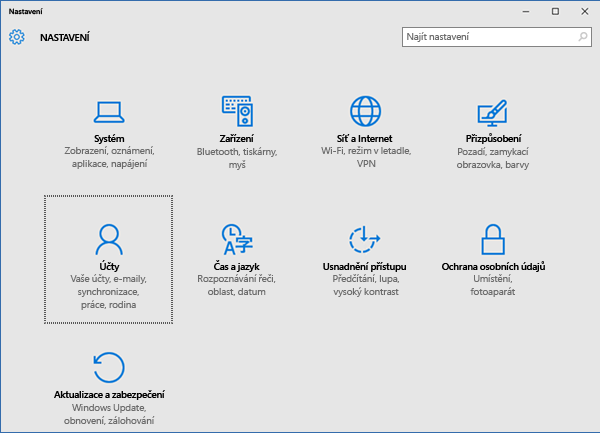 Nastavení
NASTAVENÍ
Najít nastavení
Systém
Zobrazení, oznámení,
aplikace, napájení
Zařízení
Bluetooth, tiskárny,
myš
Síť a Internet
Wi-Fi, režim v letadle,
VPN
Přizpůsobení
Pozadí, zamykací
obrazovka, barvy
Účty
Vaše účty, e-maily,
synchronizace,
práce, rodina
A字
Čas a jazyk
Rozpoznávání řeči,
oblast, datum
Usnadnění přístupu
Předčítání, lupa,
vysoký kontrast
Ochrana osobních údajů
Umístění,
fotoaparát
Aktualizace a zabezpečení
Windows Update,
obnovení, zálohování